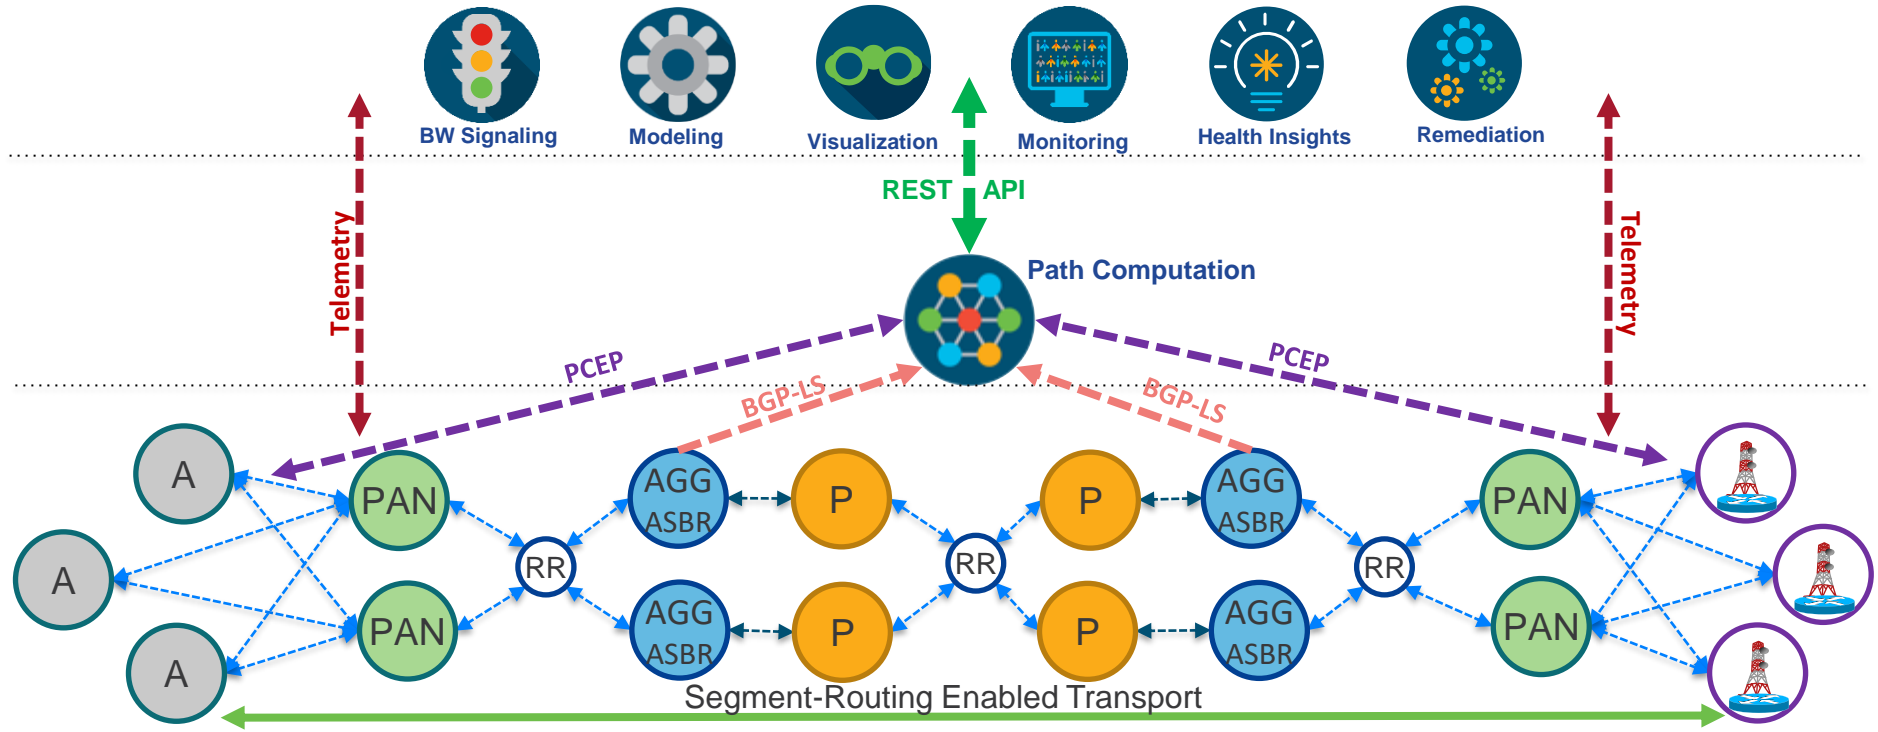 BW Signaling
Modeling
Visualization
Monitoring
Health Insights
Remediation
REST API
Telemetry
Telemetry
Path Computation
PCEP
PCEP
BGP-LS
BGP-LS
A
PAN
AGG
ASBR
P
P
AGG
ASBR
PAN
A
RR
RR
RR
A
PAN
AGG
ASBR
P
P
AGG
ASBR
PAN
Segment-Routing Enabled Transport